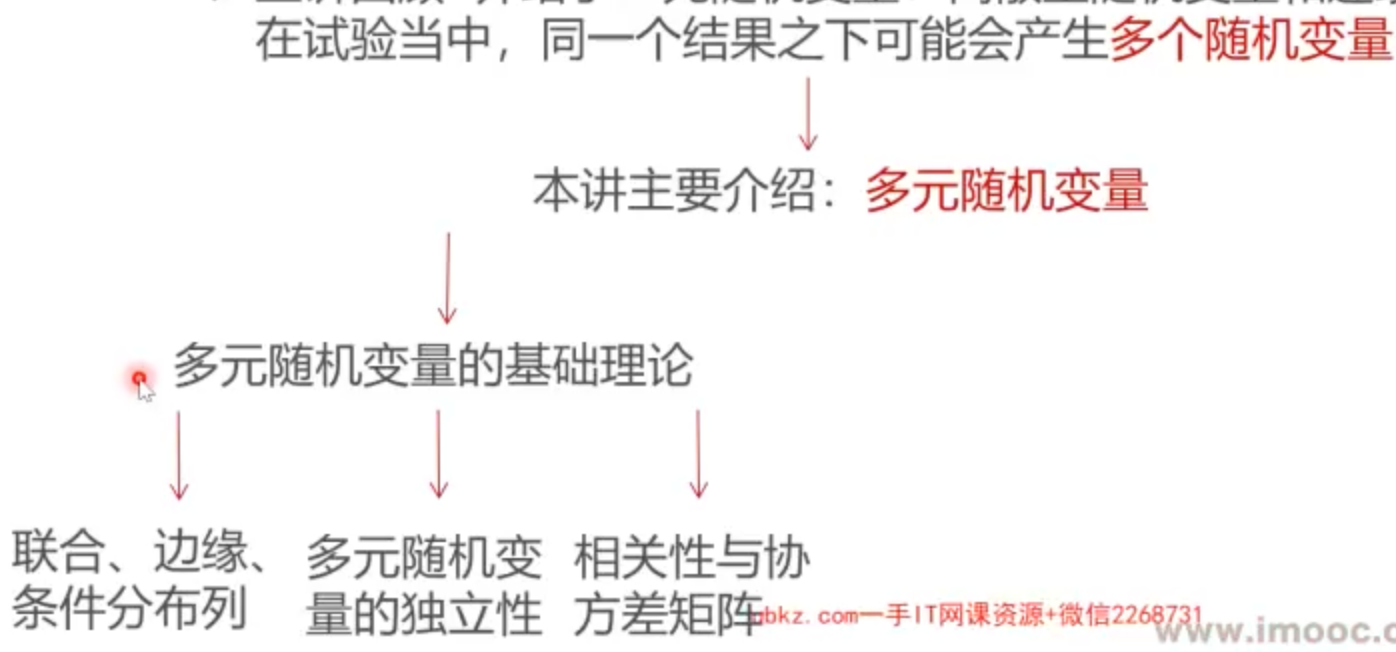 在试验当中，同一个结果之下可能会产生多个随机变量
本讲主要介绍：多元随机变量
多元随机变量的基础理论
联合、边缘、
条件分布列
多元随机变
量的独立性
相关性与协
方差矩阵
gbkz.com一手IT网课资源+微信2268731
www.imooc.c